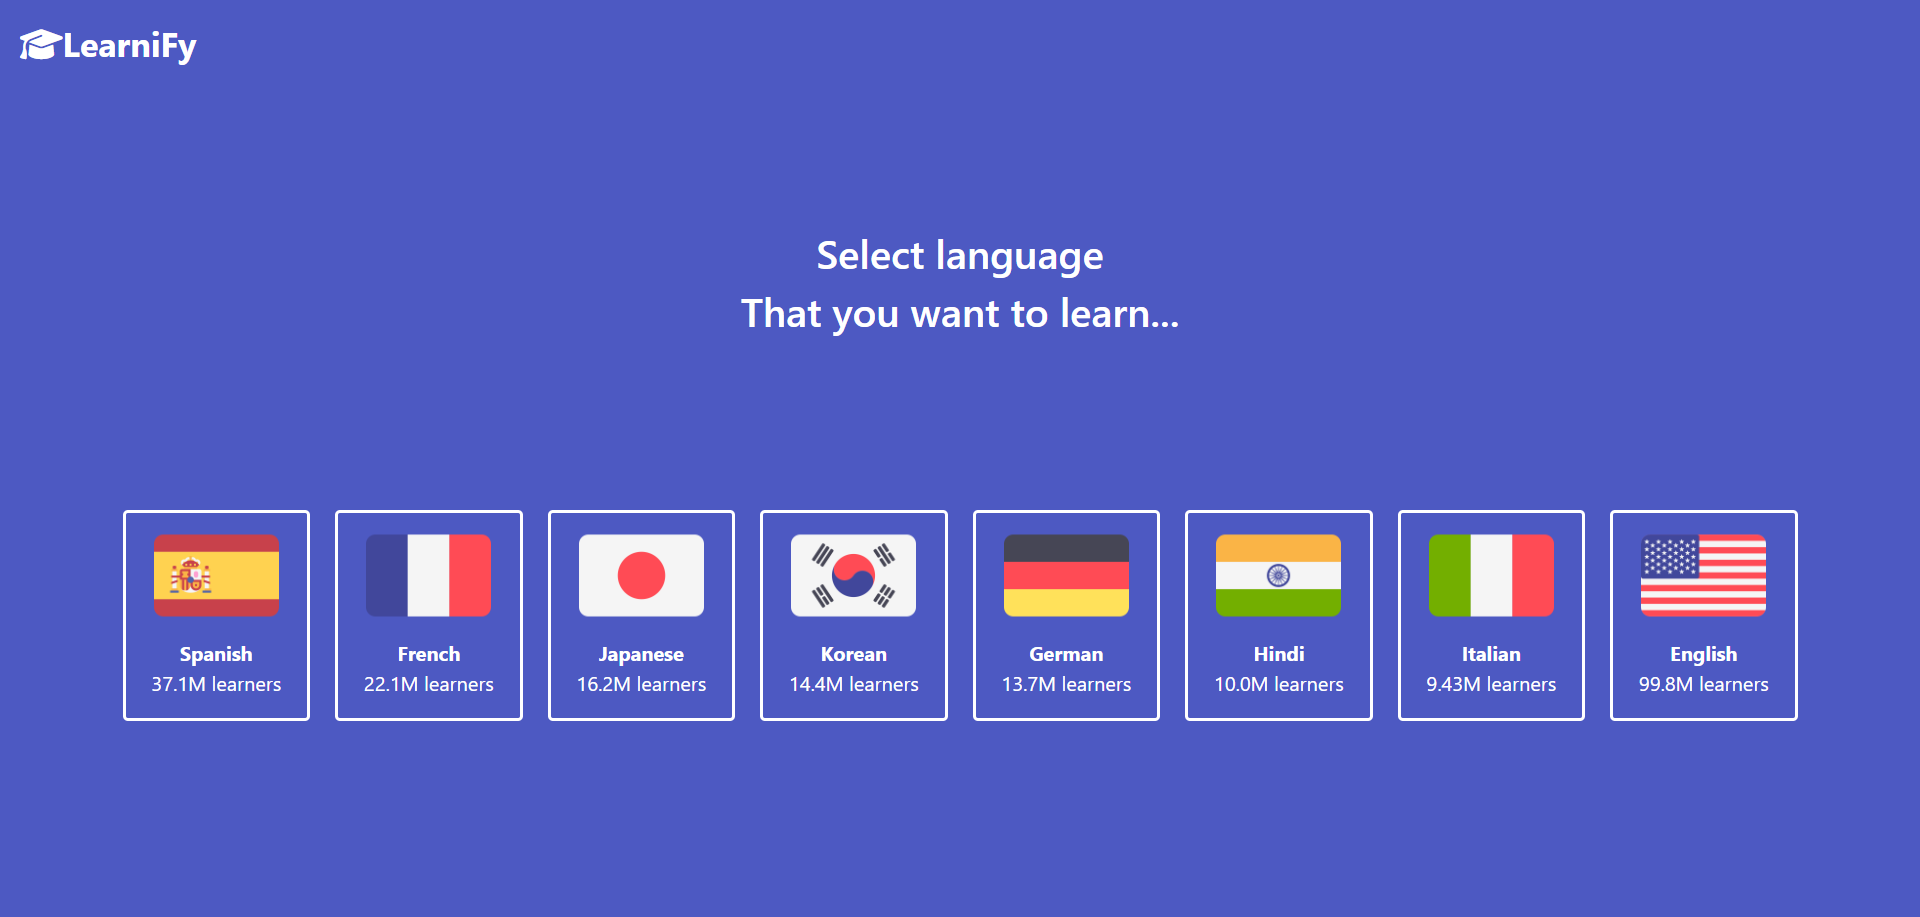 LearniFy
Select language
That you want to learn...
Spanish
37.1M learners
French
22.1M learners
Japanese
16.2M learners
Korean
14.4M learners
German
13.7M learners
Hindi
10.0M learners
Italian
9.43M learners
English
99.8M learners